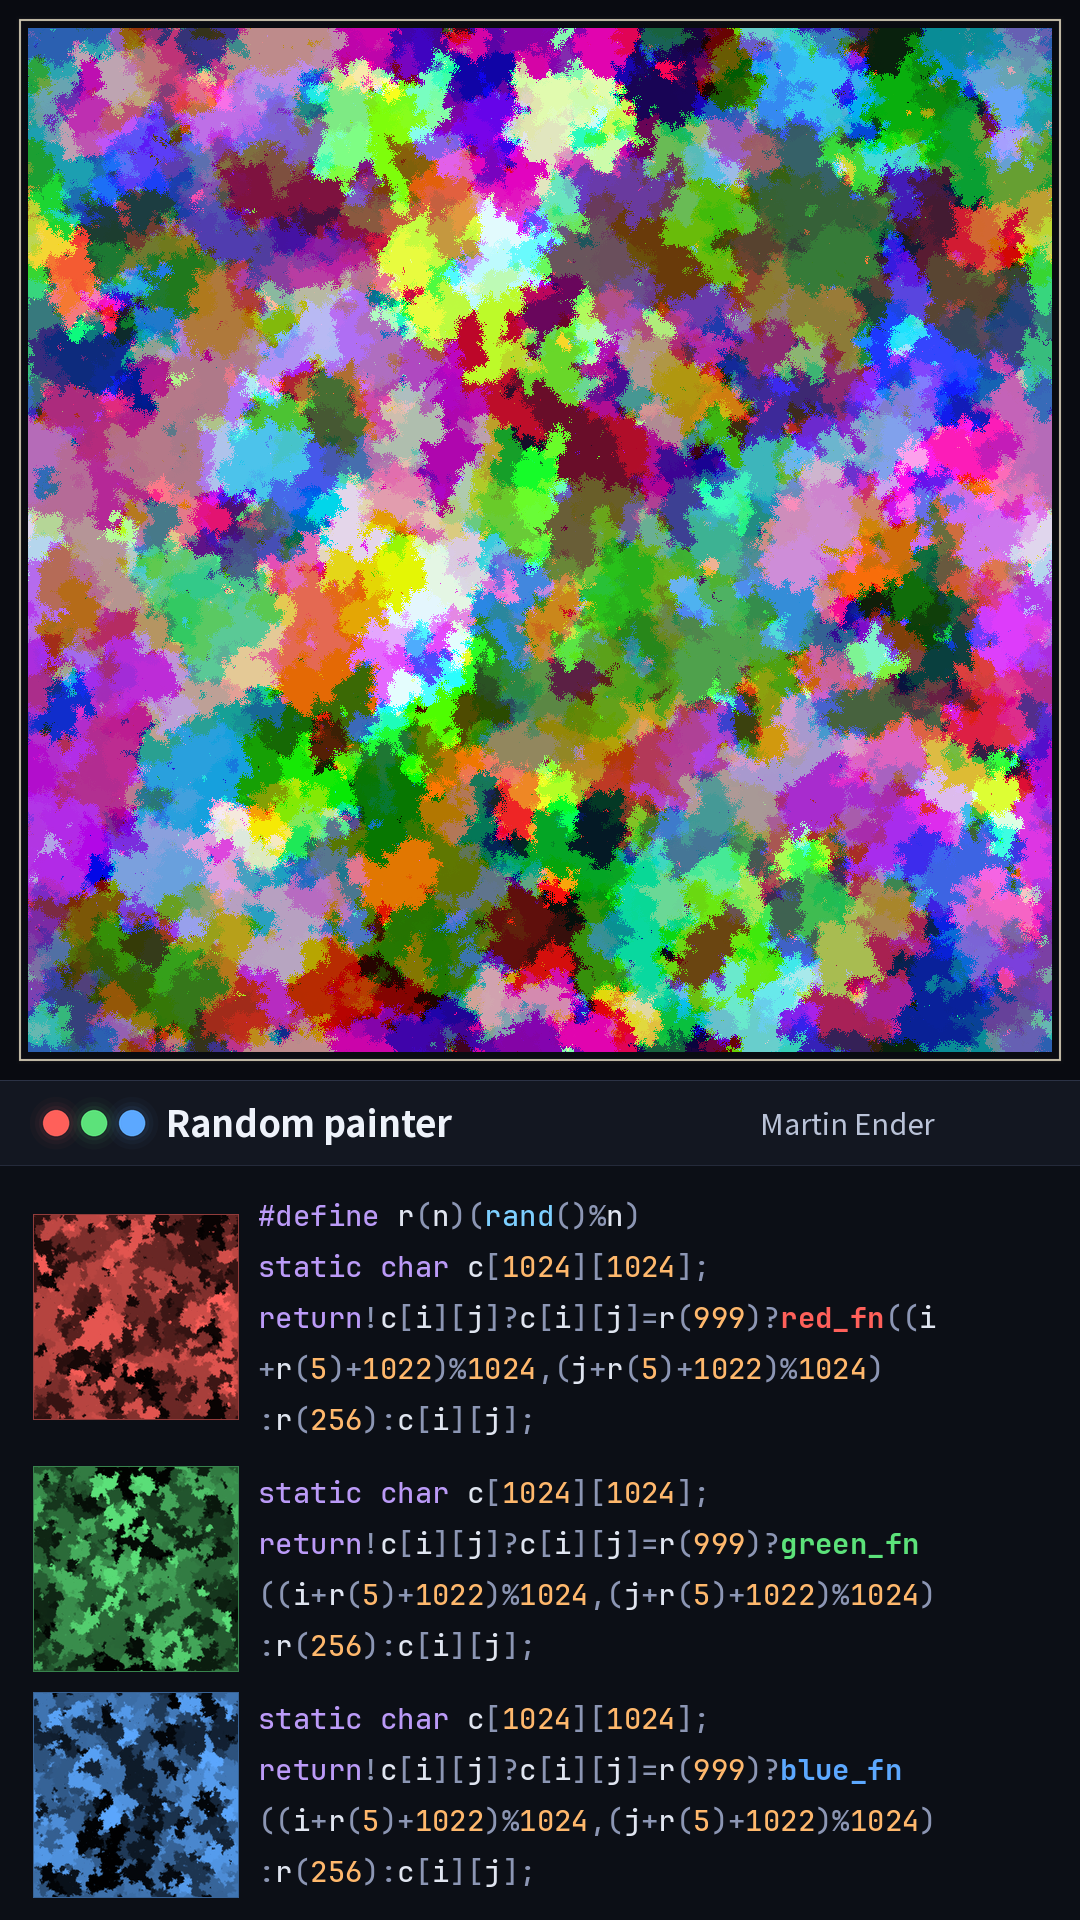 Random painter
Martin Ender
#define r(n)(rand()%n)
static char c[1024][1024];
return!c[i][j]?c[i][j]=r(999)?red_fn((i
+r(5)+1022)%1024,(j+r(5)+1022)%1024)
:r(256):c[i][j];
static char c[1024][1024];
return!c[i][j]?c[i][j]=r(999)?green_fn
((i+r(5)+1022)%1024,(j+r(5)+1022)%1024)
:r(256):c[i][j];
static char c[1024][1024];
return!c[i][j]?c[i][j]=r(999)?blue_fn
((i+r(5)+1022)%1024,(j+r(5)+1022)%1024)
:r(256):c[i][j];